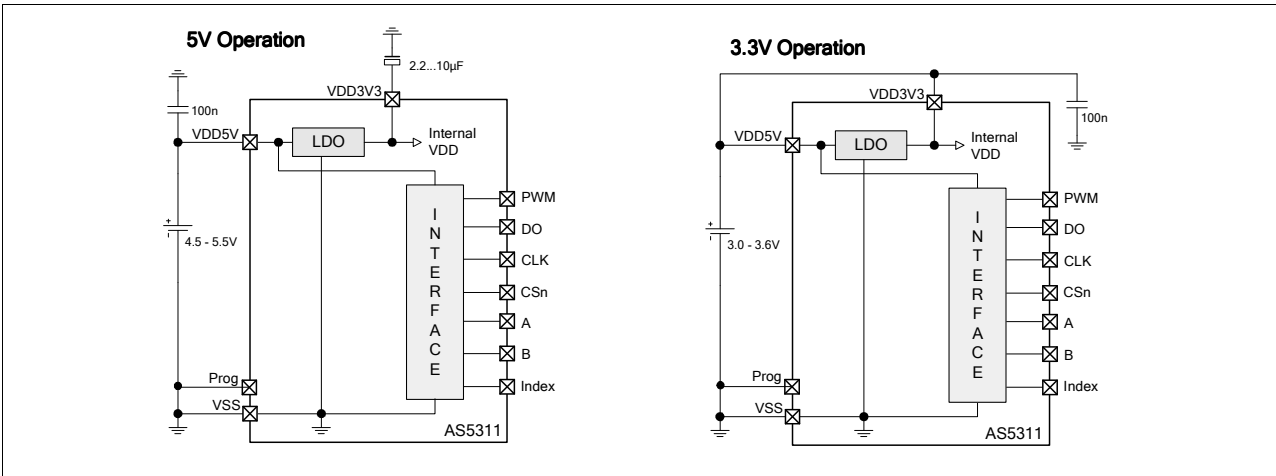 5V Operation
2.2...10µF
VDD3V3
100n
VDD5V
LDO
Internal
VDD
INTERFACE
PWM
DO
CLK
CSn
A
B
Index
+
-
4.5 - 5.5V
Prog
VSS
AS5311
3.3V Operation
VDD3V3
100n
VDD5V
LDO
Internal
VDD
INTERFACE
PWM
DO
CLK
CSn
A
B
Index
+
-
3.0 - 3.6V
Prog
VSS
AS5311